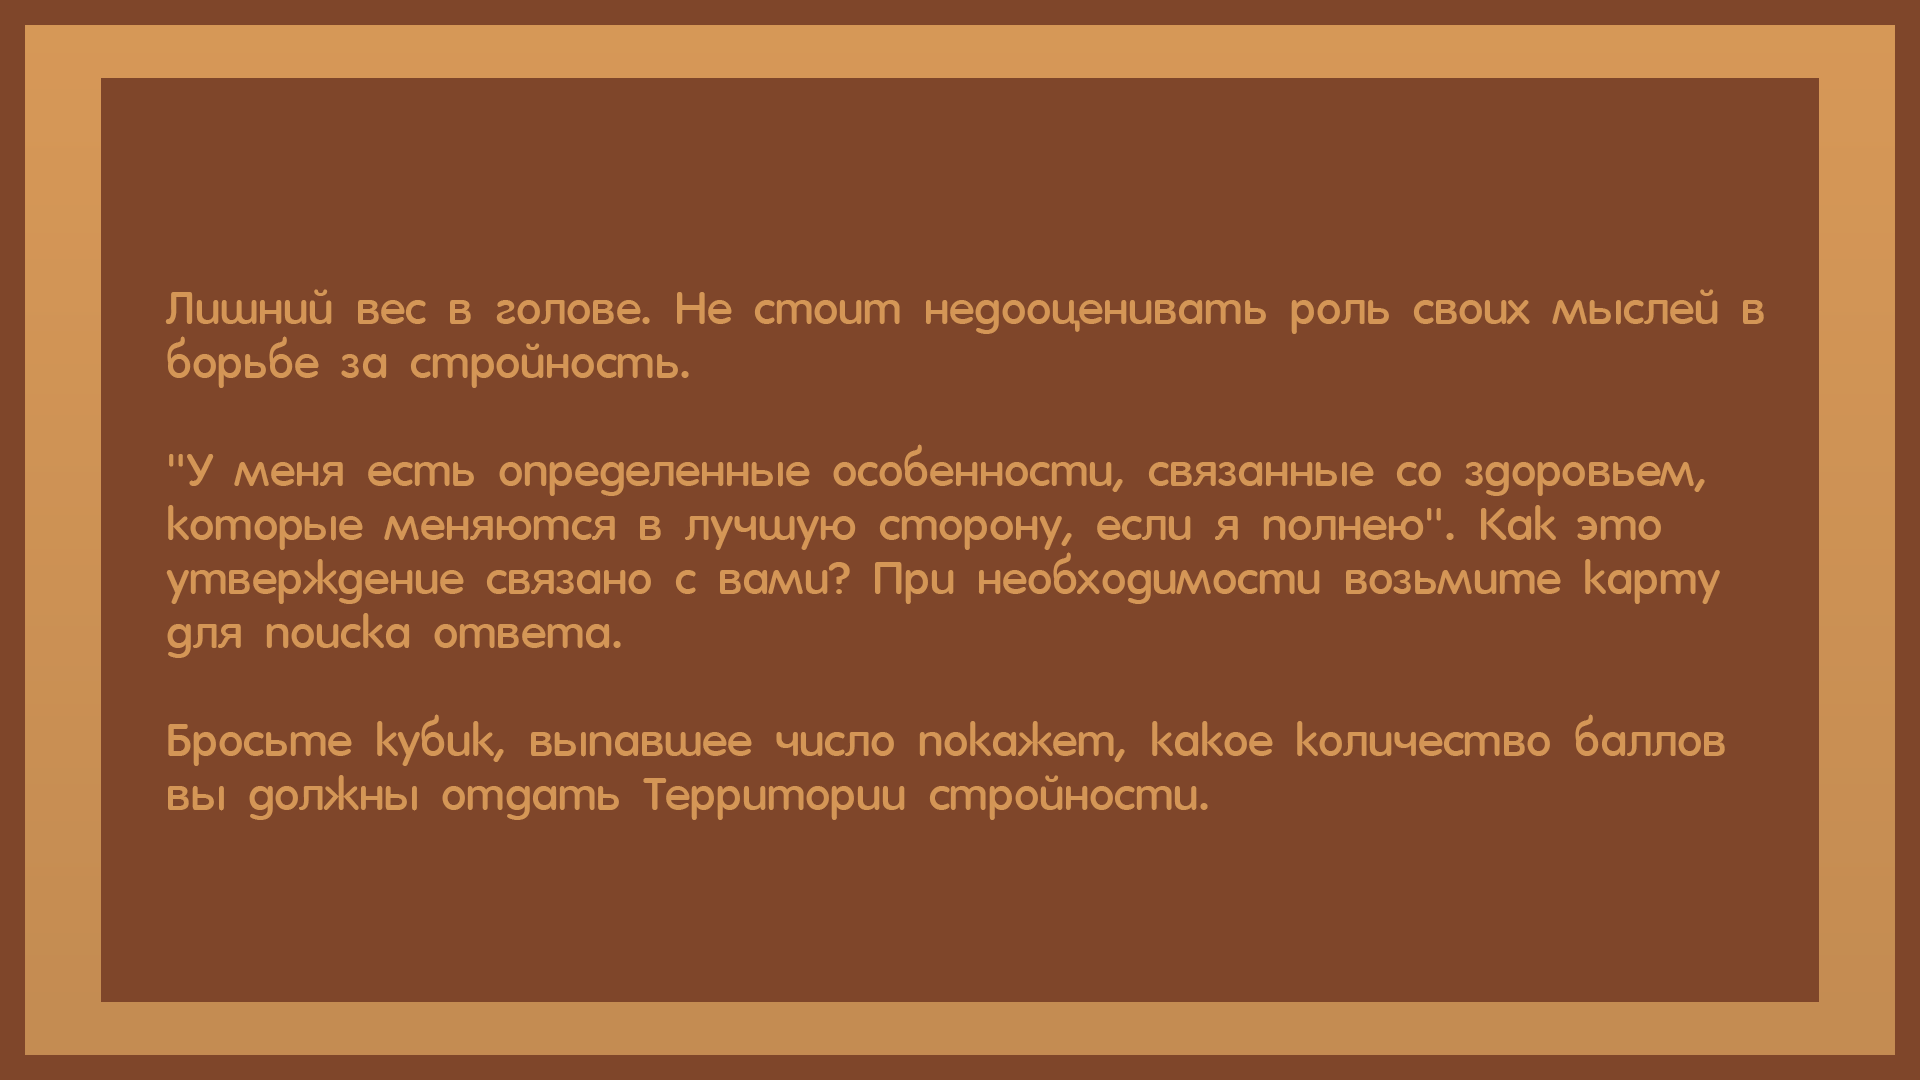 Лишний вес в голове. Не стоит недооценивать роль своих мыслей в
борьбе за стройность.
"У меня есть определенные особенности, связанные со здоровьем,
которые меняются в лучшую сторону, если я полнею". Как это
утверждение связано с вами? При необходимости возьмите карту
для поиска ответа.
Бросьте кубик, выпавшее число покажет, какое количество баллов
вы должны отдать Территории стройности.